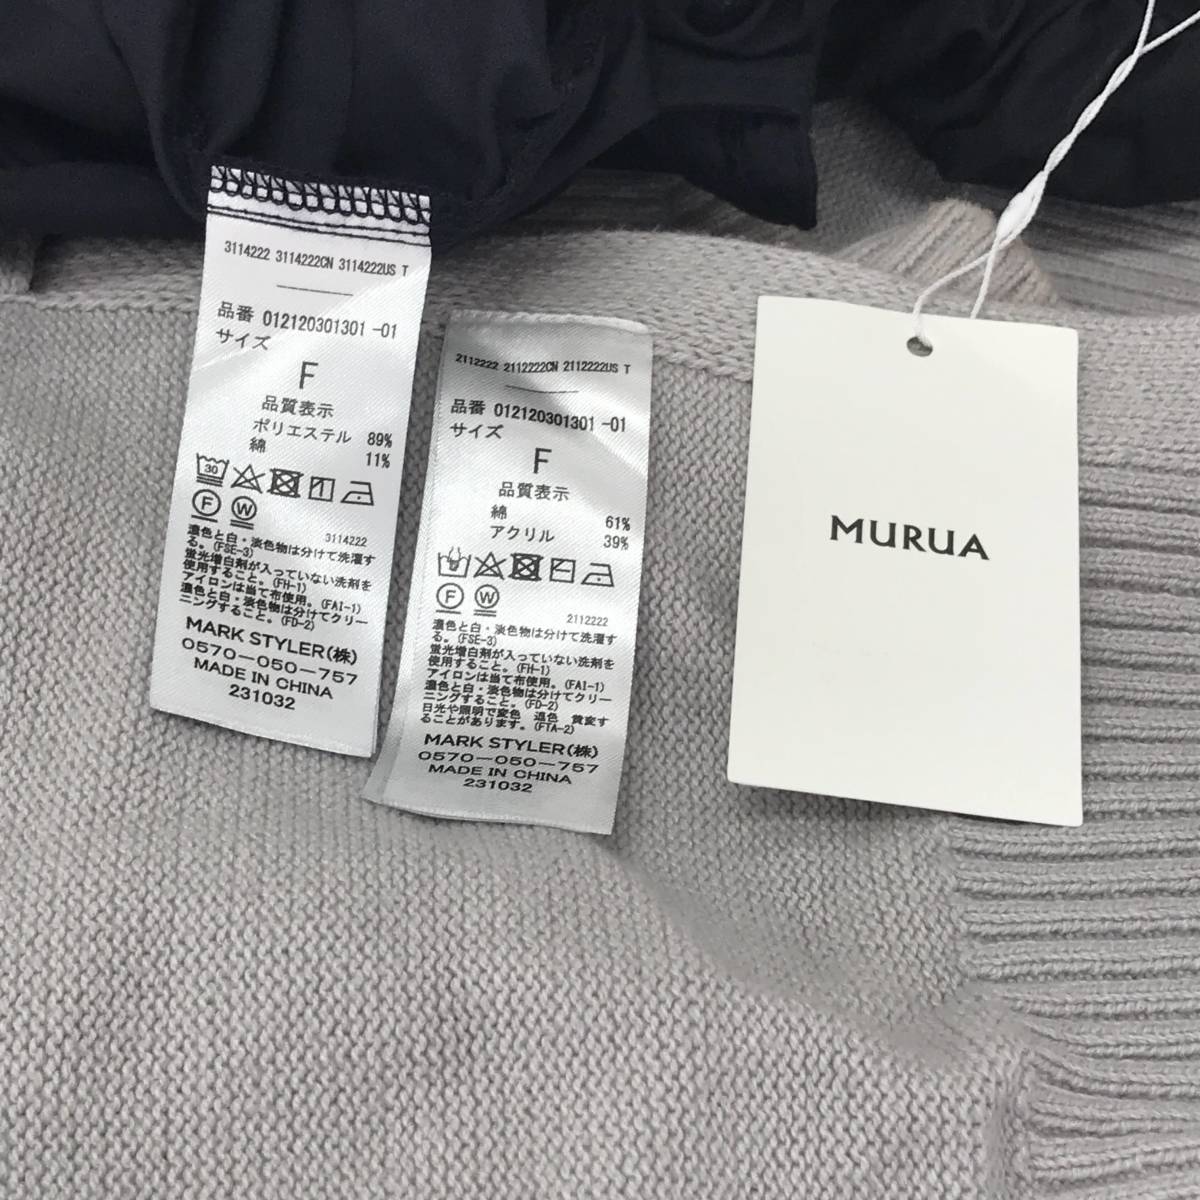 3114222 3114222CN 3114222US T
品番 012120301301 -01
サイズ
F
品質表示
ポリエステル 89%
綿 11%
30
F W
3114222
濃色と白・淡色物は分けて洗濯す
る。(FSE-3)
蛍光増白剤が入っていない洗剤を
使用すること。(FH-1)
アイロンは当て布使用。(FAI-1)
濃色と白・淡色物は分けてクリー
ニングすること。(FD-2)
MARK STYLER(株)
0570-050-757
MADE IN CHINA
231032
2112222 2112222CN 2112222US T
品番 012120301301 -01
サイズ
F
品質表示
綿 61%
アクリル 39%
F W
2112222
濃色と白・淡色物は分けて洗濯す
る。(FSE-3)
蛍光増白剤が入っていない洗剤を
使用すること。(FH-1)
アイロンは当て布使用。(FAI-1)
濃色と白・淡色物は分けてクリー
ニングすること。(FD-2)
日光や照明で変色 退色 黄変す
ることがあります。(FTA-2)
MARK STYLER(株)
0570-050-757
MADE IN CHINA
231032
MURUA